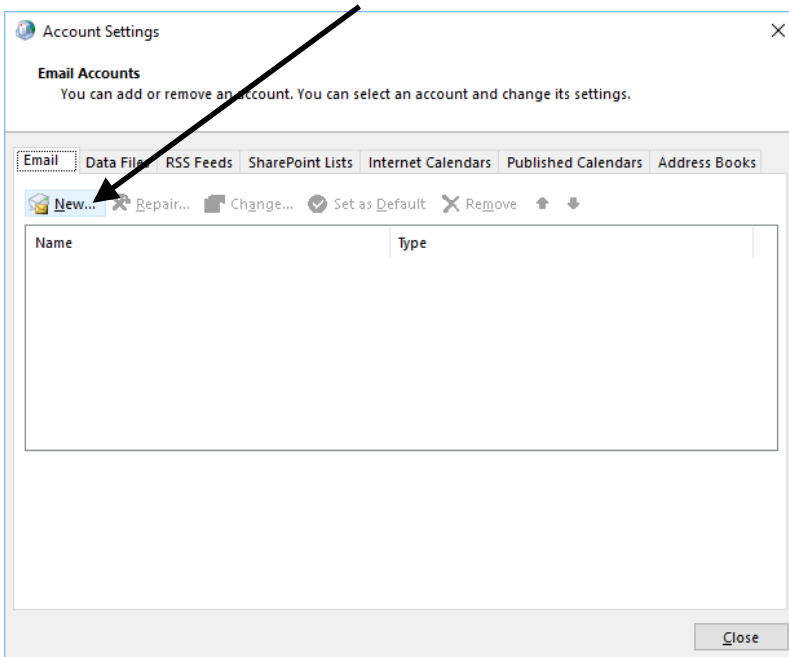 Account Settings
Email Accounts
You can add or remove an account. You can select an account and change its settings.
Email Data Files RSS Feeds SharePoint Lists Internet Calendars Published Calendars Address Books
New... Repair... Change... Set as Default Remove
Name Type
Close